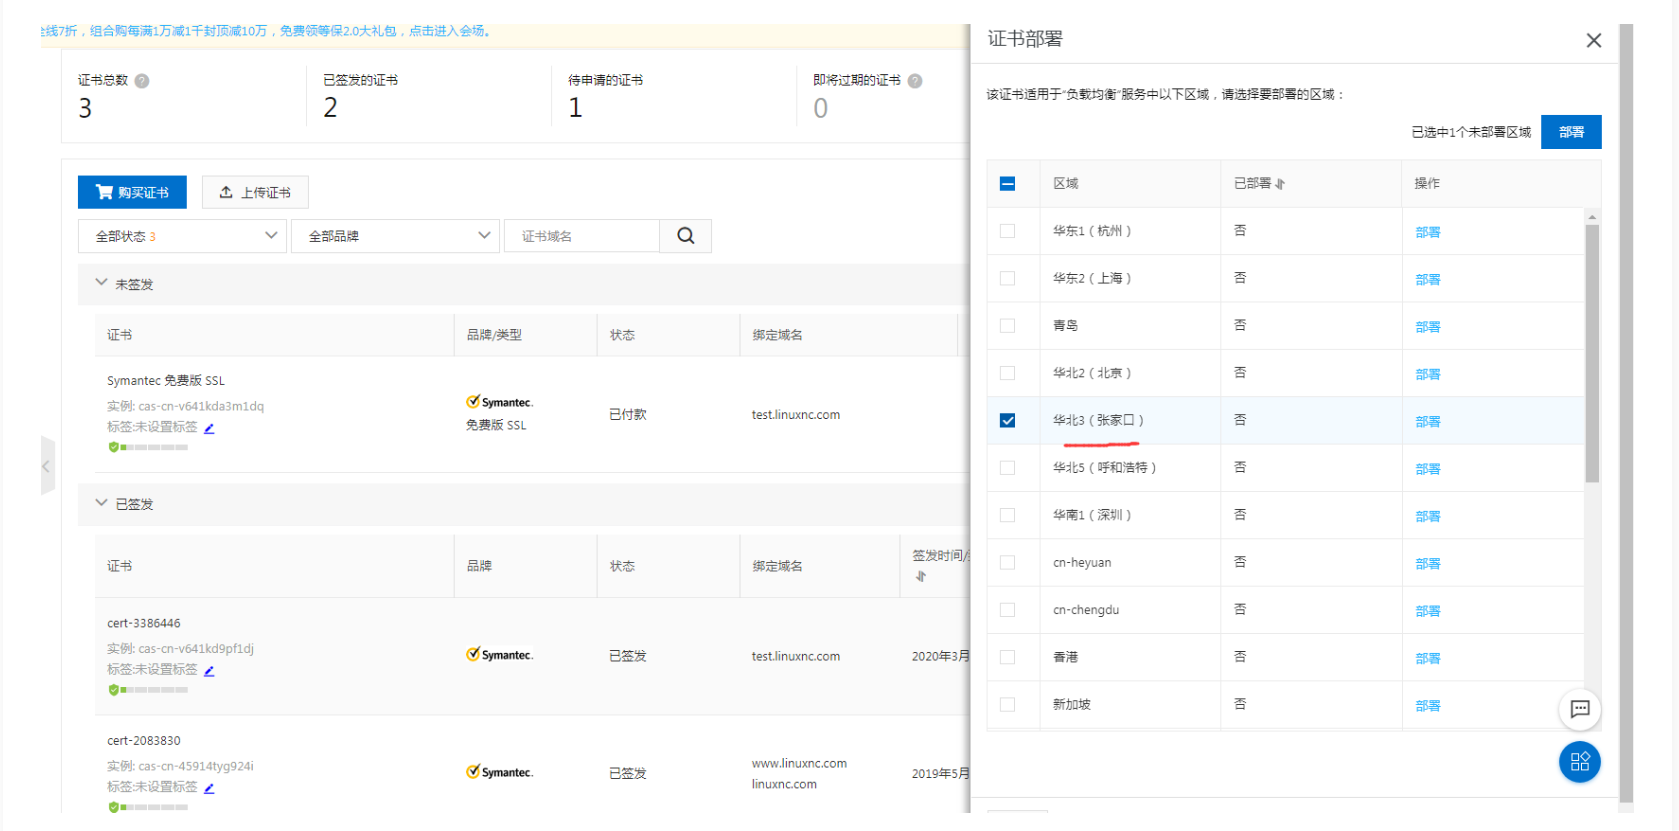 全线7折，组合购每满1万减1千封顶减10万，免费领等保2.0大礼包，点击进入会场。
证书总数 ?
3
已签发的证书
2
待申请的证书
1
即将过期的证书 ?
0
购买证书
上传证书
全部状态 3
全部品牌
证书域名
未签发
证书
品牌/类型
状态
绑定域名
Symantec 免费版 SSL
实例: cas-cn-v641kda3m1dq
标签:未设置标签
Symantec.
免费版 SSL
已付款
test.linuxnc.com
已签发
证书
品牌
状态
绑定域名
签发时间/
cert-3386446
实例: cas-cn-v641kd9pf1dj
标签:未设置标签
Symantec.
已签发
test.linuxnc.com
2020年3月
cert-2083830
实例: cas-cn-45914tyg924i
标签:未设置标签
Symantec.
已签发
www.linuxnc.com
linuxnc.com
2019年5月
证书部署
该证书适用于“负载均衡”服务中以下区域，请选择要部署的区域：
已选中1个未部署区域 部署
区域 已部署 操作
华东1（杭州） 否 部署
华东2（上海） 否 部署
青岛 否 部署
华北2（北京） 否 部署
华北3（张家口） 否 部署
华北5（呼和浩特） 否 部署
华南1（深圳） 否 部署
cn-heyuan 否 部署
cn-chengdu 否 部署
香港 否 部署
新加坡 否 部署